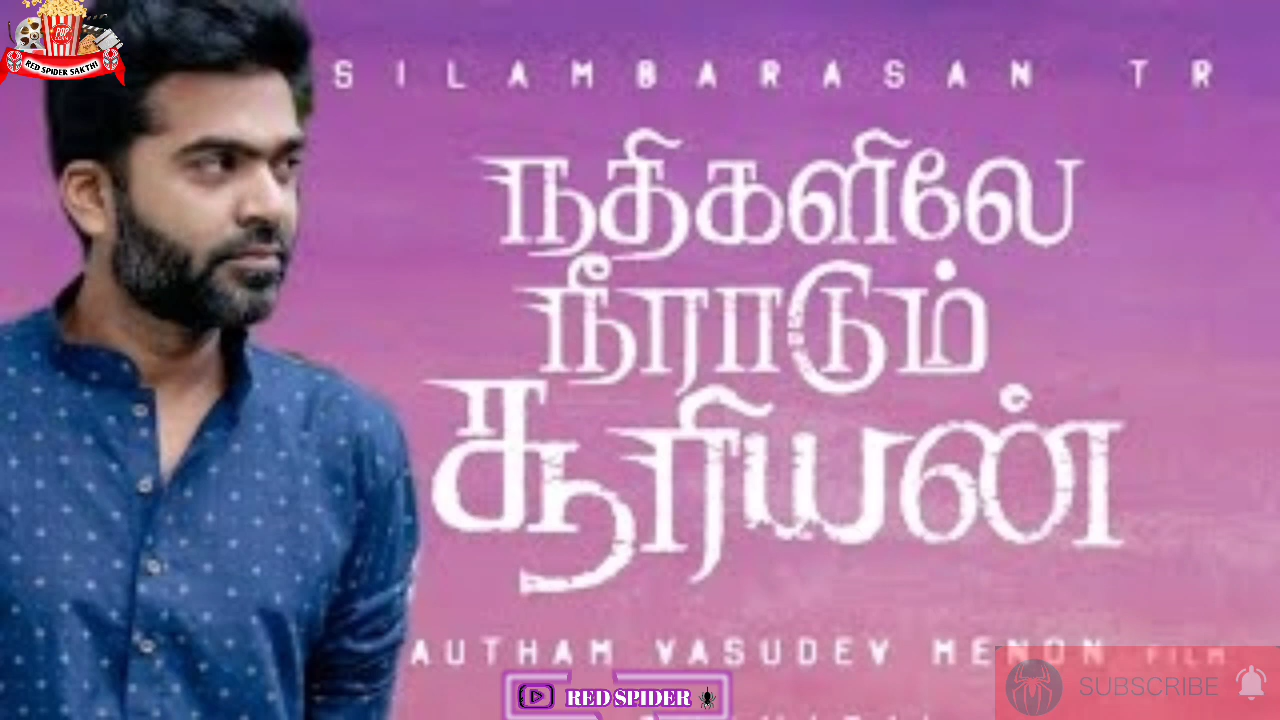 RED SPIDER SAKTHI
SILAMBARASAN TR
நதிகளிலே
நீராடும்
சூரியன்
AUTHAM VASUDEV MENON FILM
RED SPIDER
SUBSCRIBE